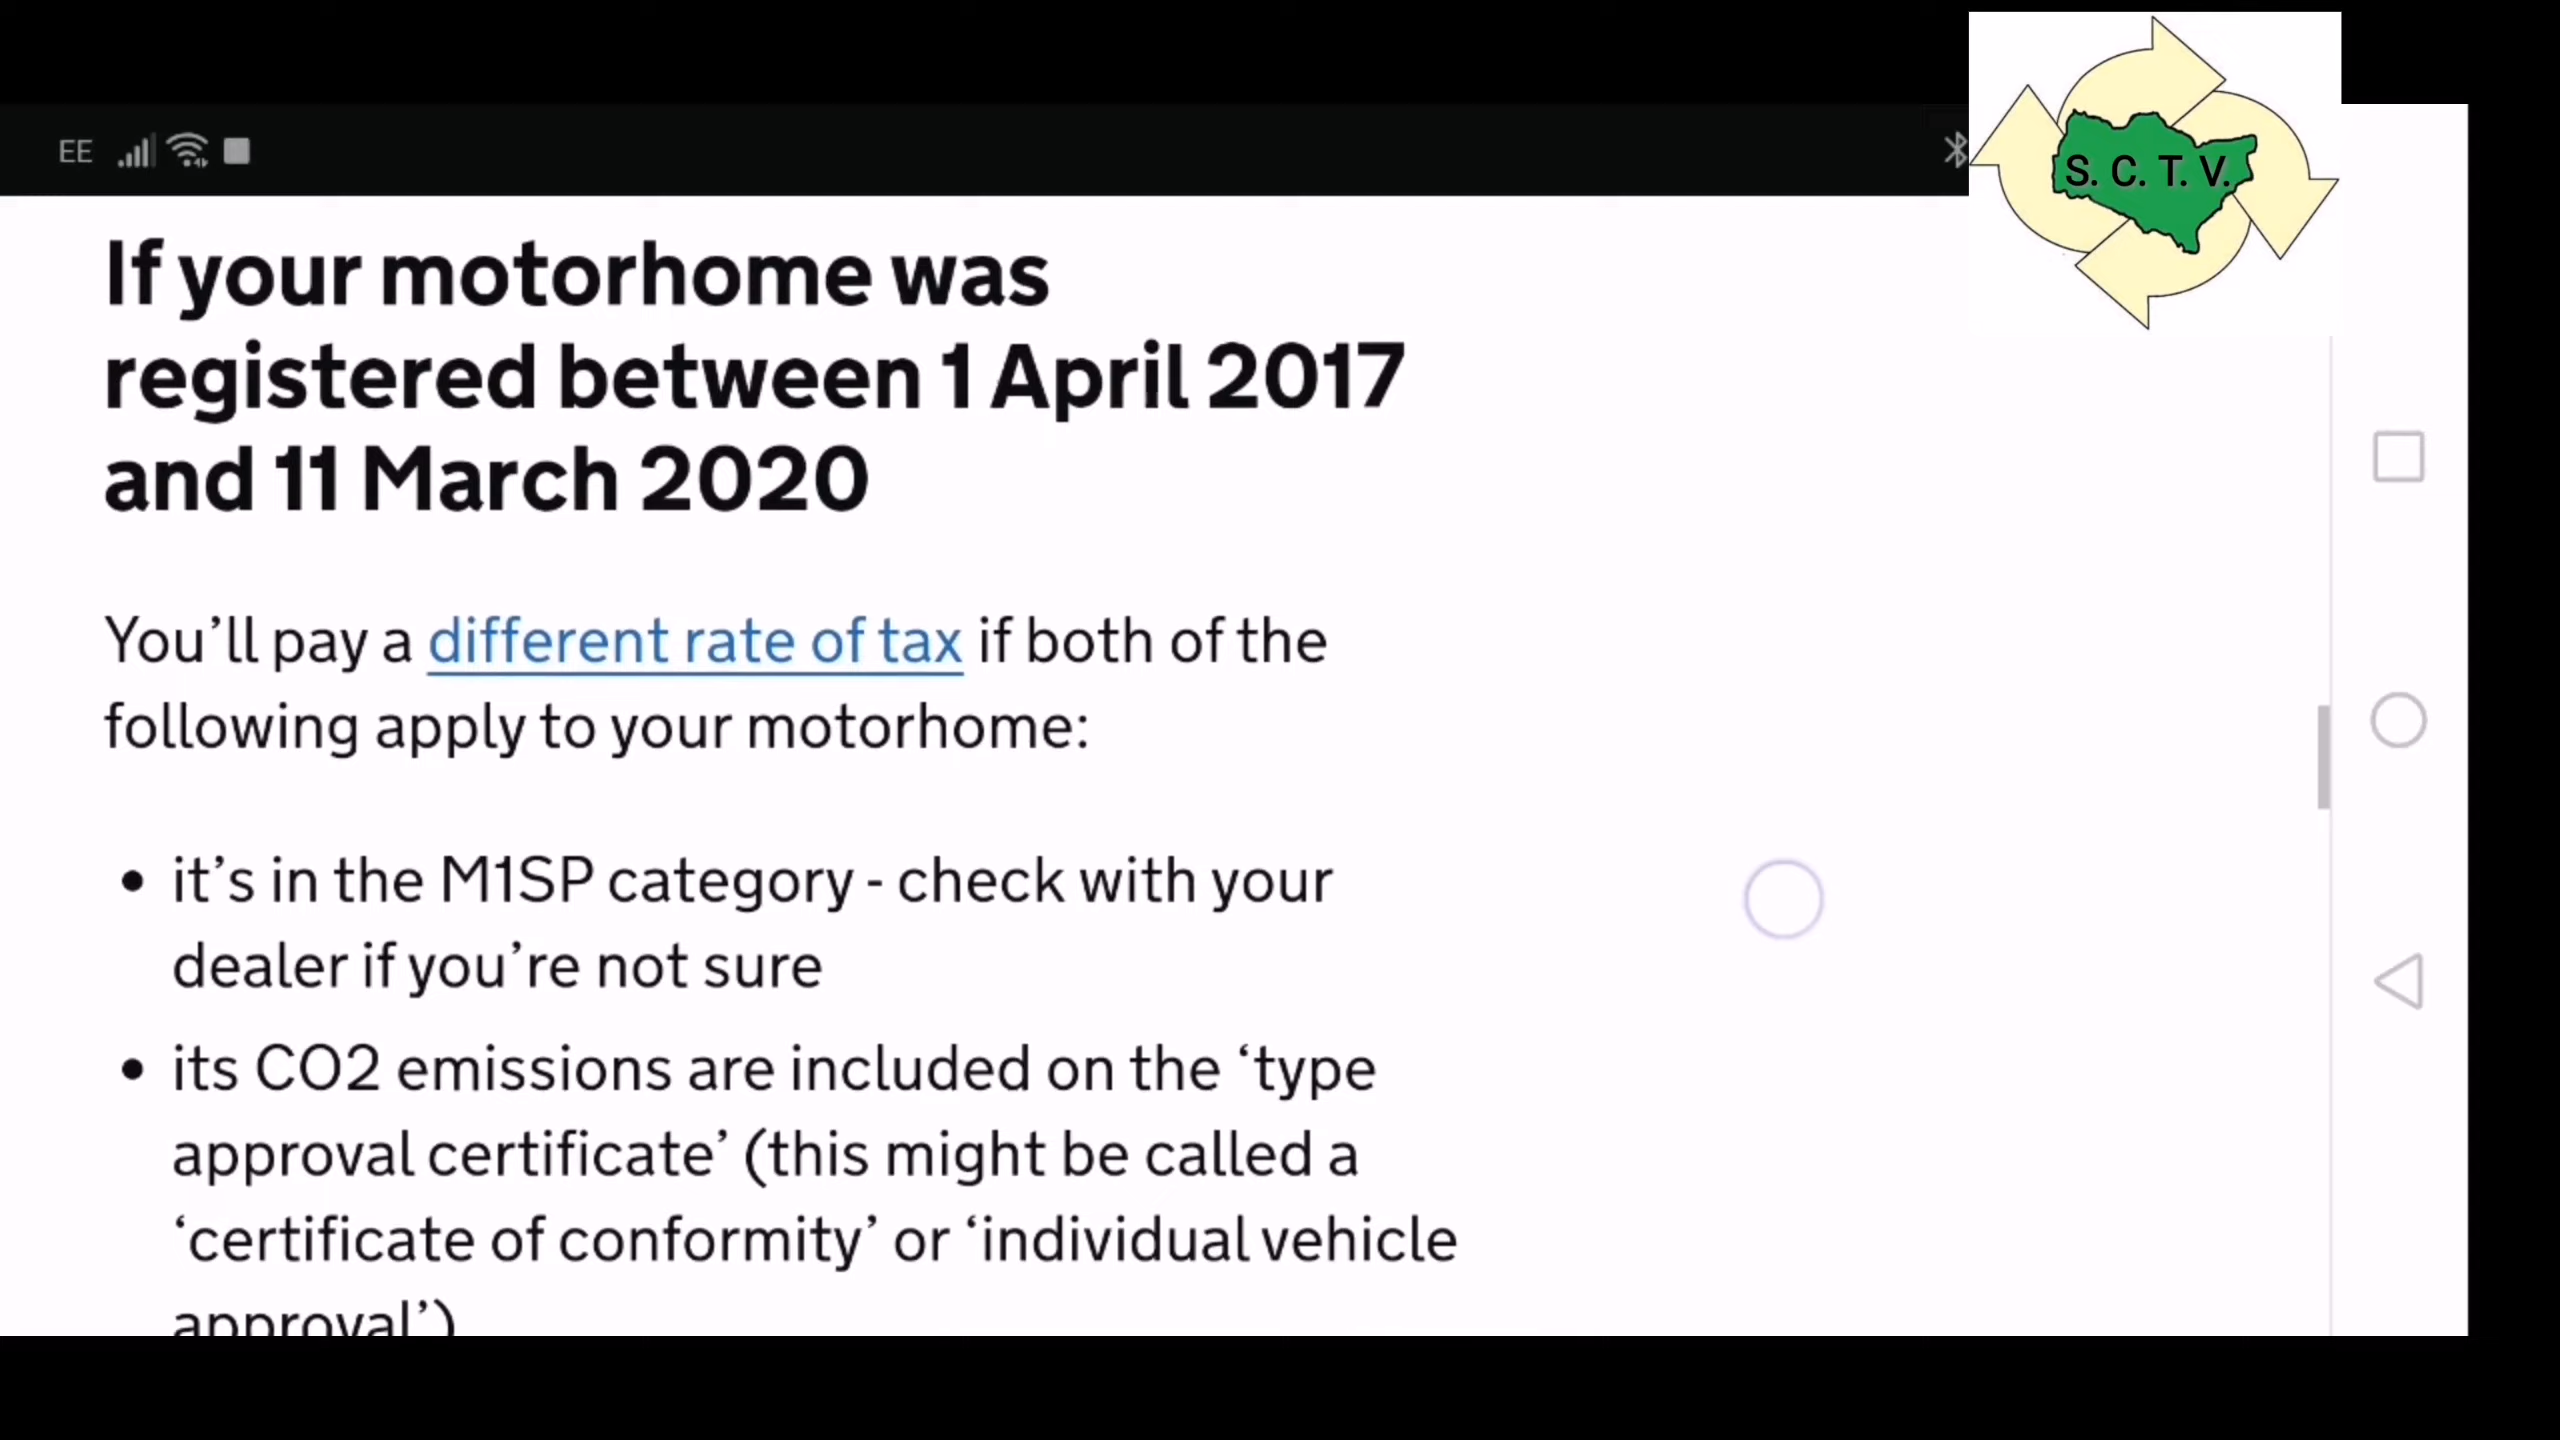 EE
S. C. T. V.
If your motorhome was
registered between 1 April 2017
and 11 March 2020
You’ll pay a different rate of tax if both of the
following apply to your motorhome:
• it’s in the M1SP category - check with your
dealer if you’re not sure
• its CO2 emissions are included on the ‘type
approval certificate’ (this might be called a
‘certificate of conformity’ or ‘individual vehicle
approval’)